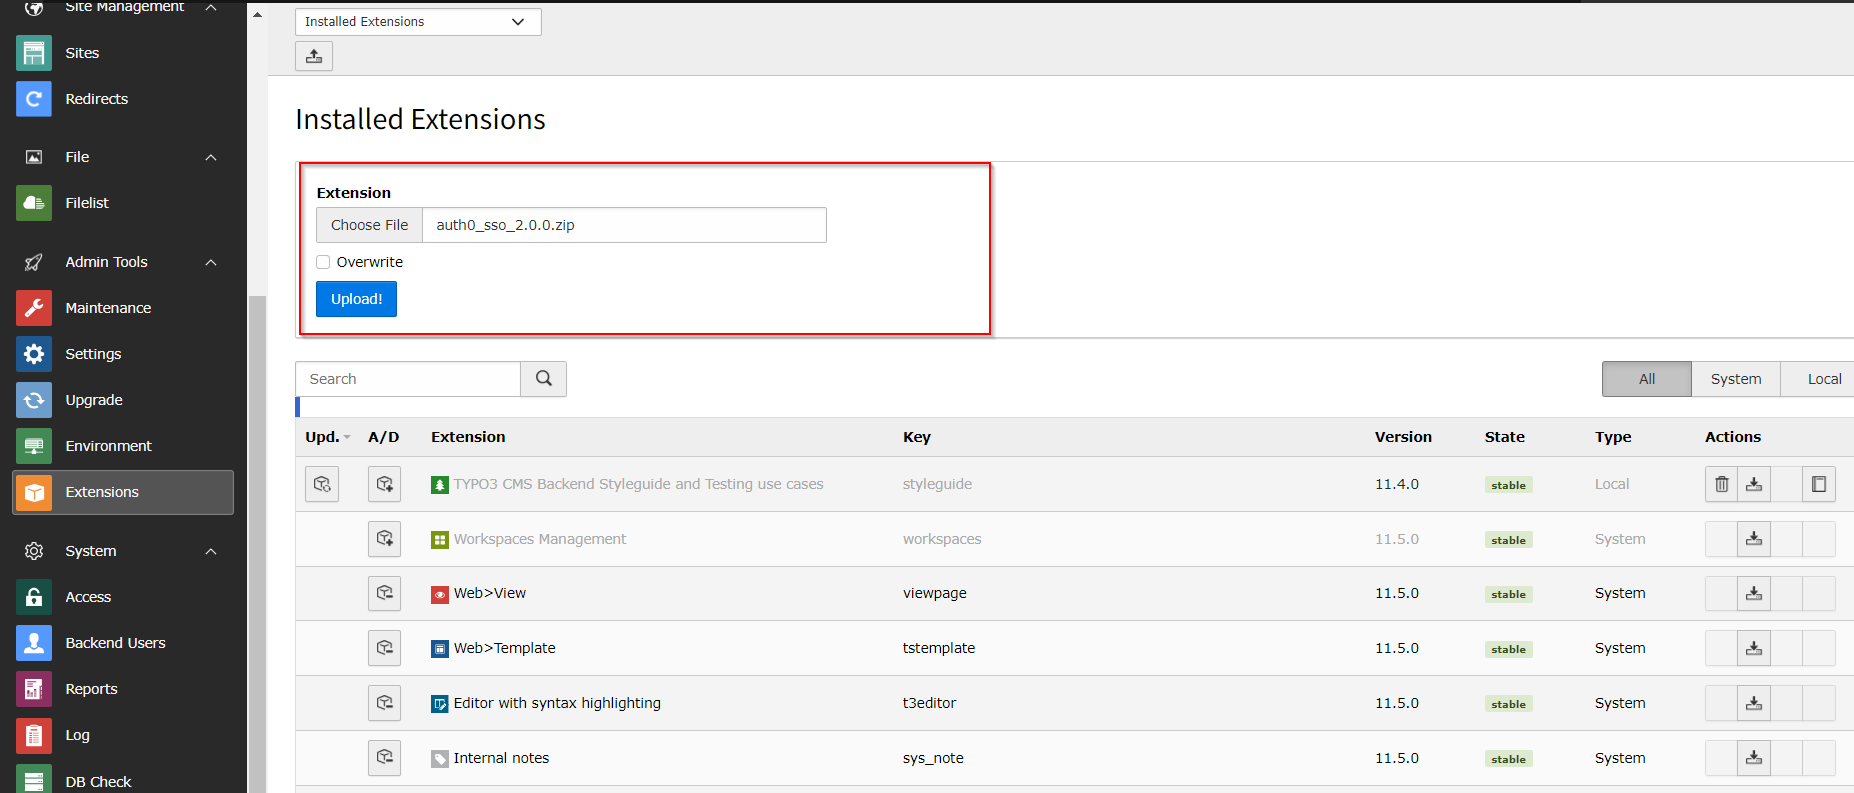 Site Management
Sites
Redirects
File
Filelist
Admin Tools
Maintenance
Settings
Upgrade
Environment
Extensions
System
Access
Backend Users
Reports
Log
DB Check
Installed Extensions
Installed Extensions
Extension
Choose File auth0_sso_2.0.0.zip
Overwrite
Upload!
Search
All System Local
Upd. A/D Extension Key Version State Type Actions
TYPO3 CMS Backend Styleguide and Testing use cases styleguide 11.4.0 stable Local
Workspaces Management workspaces 11.5.0 stable System
Web>View viewpage 11.5.0 stable System
Web>Template tstemplate 11.5.0 stable System
Editor with syntax highlighting t3editor 11.5.0 stable System
Internal notes sys_note 11.5.0 stable System